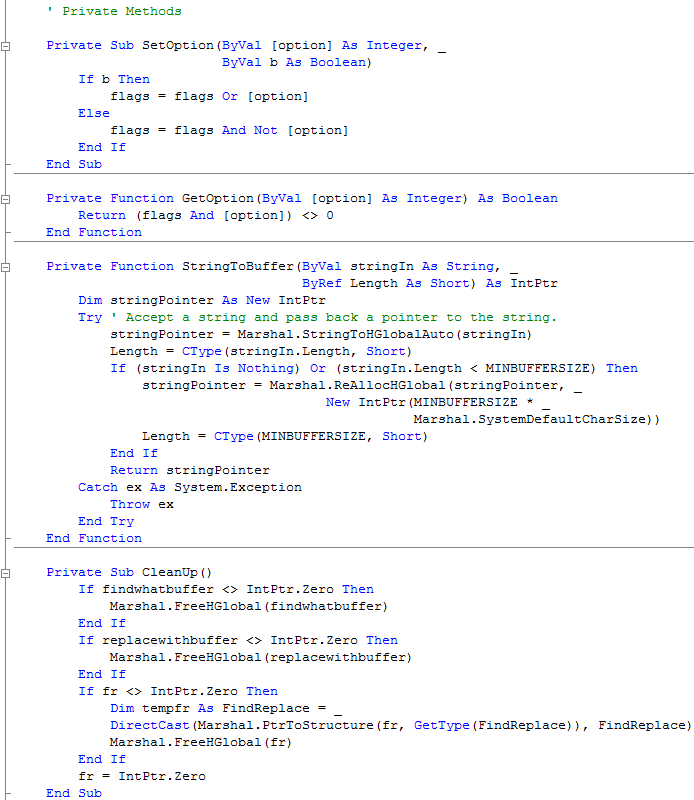 ' Private Methods
Private Sub SetOption(ByVal [option] As Integer, _
ByVal b As Boolean)
If b Then
flags = flags Or [option]
Else
flags = flags And Not [option]
End If
End Sub
Private Function GetOption(ByVal [option] As Integer) As Boolean
Return (flags And [option]) <> 0
End Function
Private Function StringToBuffer(ByVal stringIn As String, _
ByRef Length As Short) As IntPtr
Dim stringPointer As New IntPtr
Try ' Accept a string and pass back a pointer to the string.
stringPointer = Marshal.StringToHGlobalAuto(stringIn)
Length = CType(stringIn.Length, Short)
If (stringIn Is Nothing) Or (stringIn.Length < MINBUFFERSIZE) Then
stringPointer = Marshal.ReAllocHGlobal(stringPointer, _
New IntPtr(MINBUFFERSIZE * _
Marshal.SystemDefaultCharSize))
Length = CType(MINBUFFERSIZE, Short)
End If
Return stringPointer
Catch ex As System.Exception
Throw ex
End Try
End Function
Private Sub CleanUp()
If findwhatbuffer <> IntPtr.Zero Then
Marshal.FreeHGlobal(findwhatbuffer)
End If
If replacewithbuffer <> IntPtr.Zero Then
Marshal.FreeHGlobal(replacewithbuffer)
End If
If fr <> IntPtr.Zero Then
Dim tempfr As FindReplace = _
DirectCast(Marshal.PtrToStructure(fr, GetType(FindReplace)), FindReplace)
Marshal.FreeHGlobal(fr)
End If
fr = IntPtr.Zero
End Sub